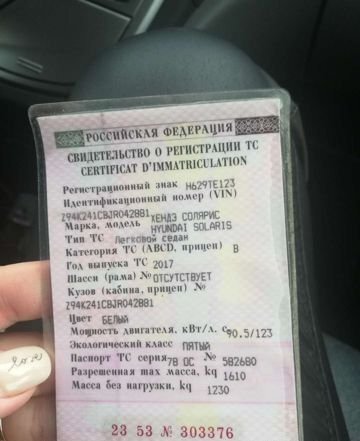 РОССИЙСКАЯ ФЕДЕРАЦИЯ
СВИДЕТЕЛЬСТВО О РЕГИСТРАЦИИ ТС
CERTIFICAT D'IMMATRICULATION
Регистрационный знак Н629ТЕ123
Идентификационный номер (VIN)
Z94K241CBJR042881
Марка, модель ХЕНДЭ СОЛЯРИС
HYUNDAI SOLARIS
Тип ТС Легковой седан
Категория ТС (ABCD, прицеп) B
Год выпуска ТС 2017
Шасси (рама) № ОТСУТСТВУЕТ
Кузов (кабина, прицеп) №
Z94K241CBJR042881
Цвет БЕЛЫЙ
Мощность двигателя, кВт/л. с. 90.5/123
Экологический класс ПЯТЫЙ
Паспорт ТС серия 78 ОС № 582680
Разрешенная max масса, kg 1610
Масса без нагрузки, kg 1230
23 53 № 303376